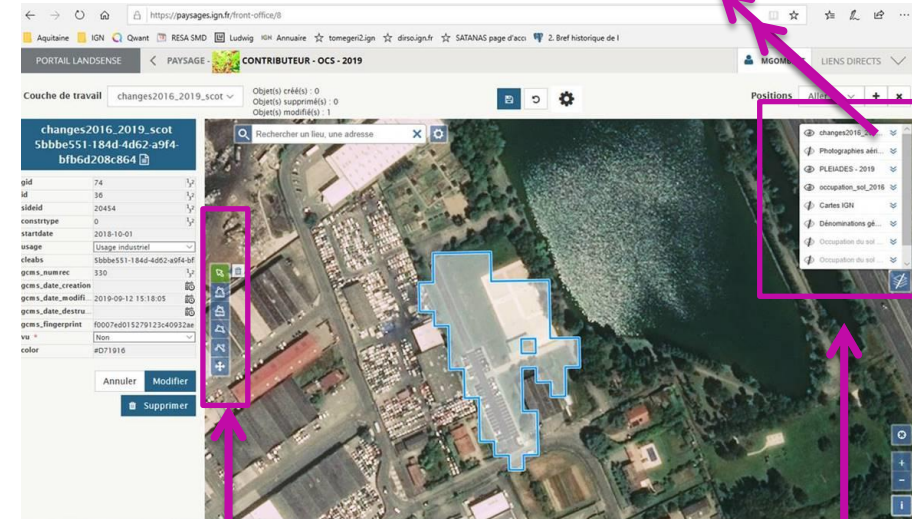 https://paysages.ign.fr/front-office/8
Aquitaine IGN Qwant RESA SMD Ludwig IGN Annuaire tomegeri2.ign dirso.ign.fr SATANAS page d'acc 2. Bref historique de l
PORTAIL LANDSENSE PAYSAGE - CONTRIBUTEUR - OCS - 2019 MGOMB LIENS DIRECTS
Couche de travail changes2016_2019_scot
Objet(s) créé(s) : 0
Objet(s) supprimé(s) : 0
Objet(s) modifié(s) : 1
Positions
changes2016_2019_scot
5bbbe551-184d-4d62-a9f4-
bfb6d208c864
Rechercher un lieu, une adresse
gid 74
id 36
sideid 20454
constrtype 0
startdate 2018-10-01
usage Usage industriel
cleabs 5bbbe551-184d-4d62-a9f4-bf
gcms_numrec 330
gcms_date_creation
gcms_date_modifi... 2019-09-12 15:18:05
gcms_date_destru...
gcms_fingerprint f0007ed015279123c40932ae
vu * Non
color #D71916
Annuler Modifier
Supprimer
changes2016_2
Photographies aéri...
PLEIADES - 2019
occupation_sol_2016
Cartes IGN
Dénominations gé...
Occupation du sol ...
Occupation du sol ...